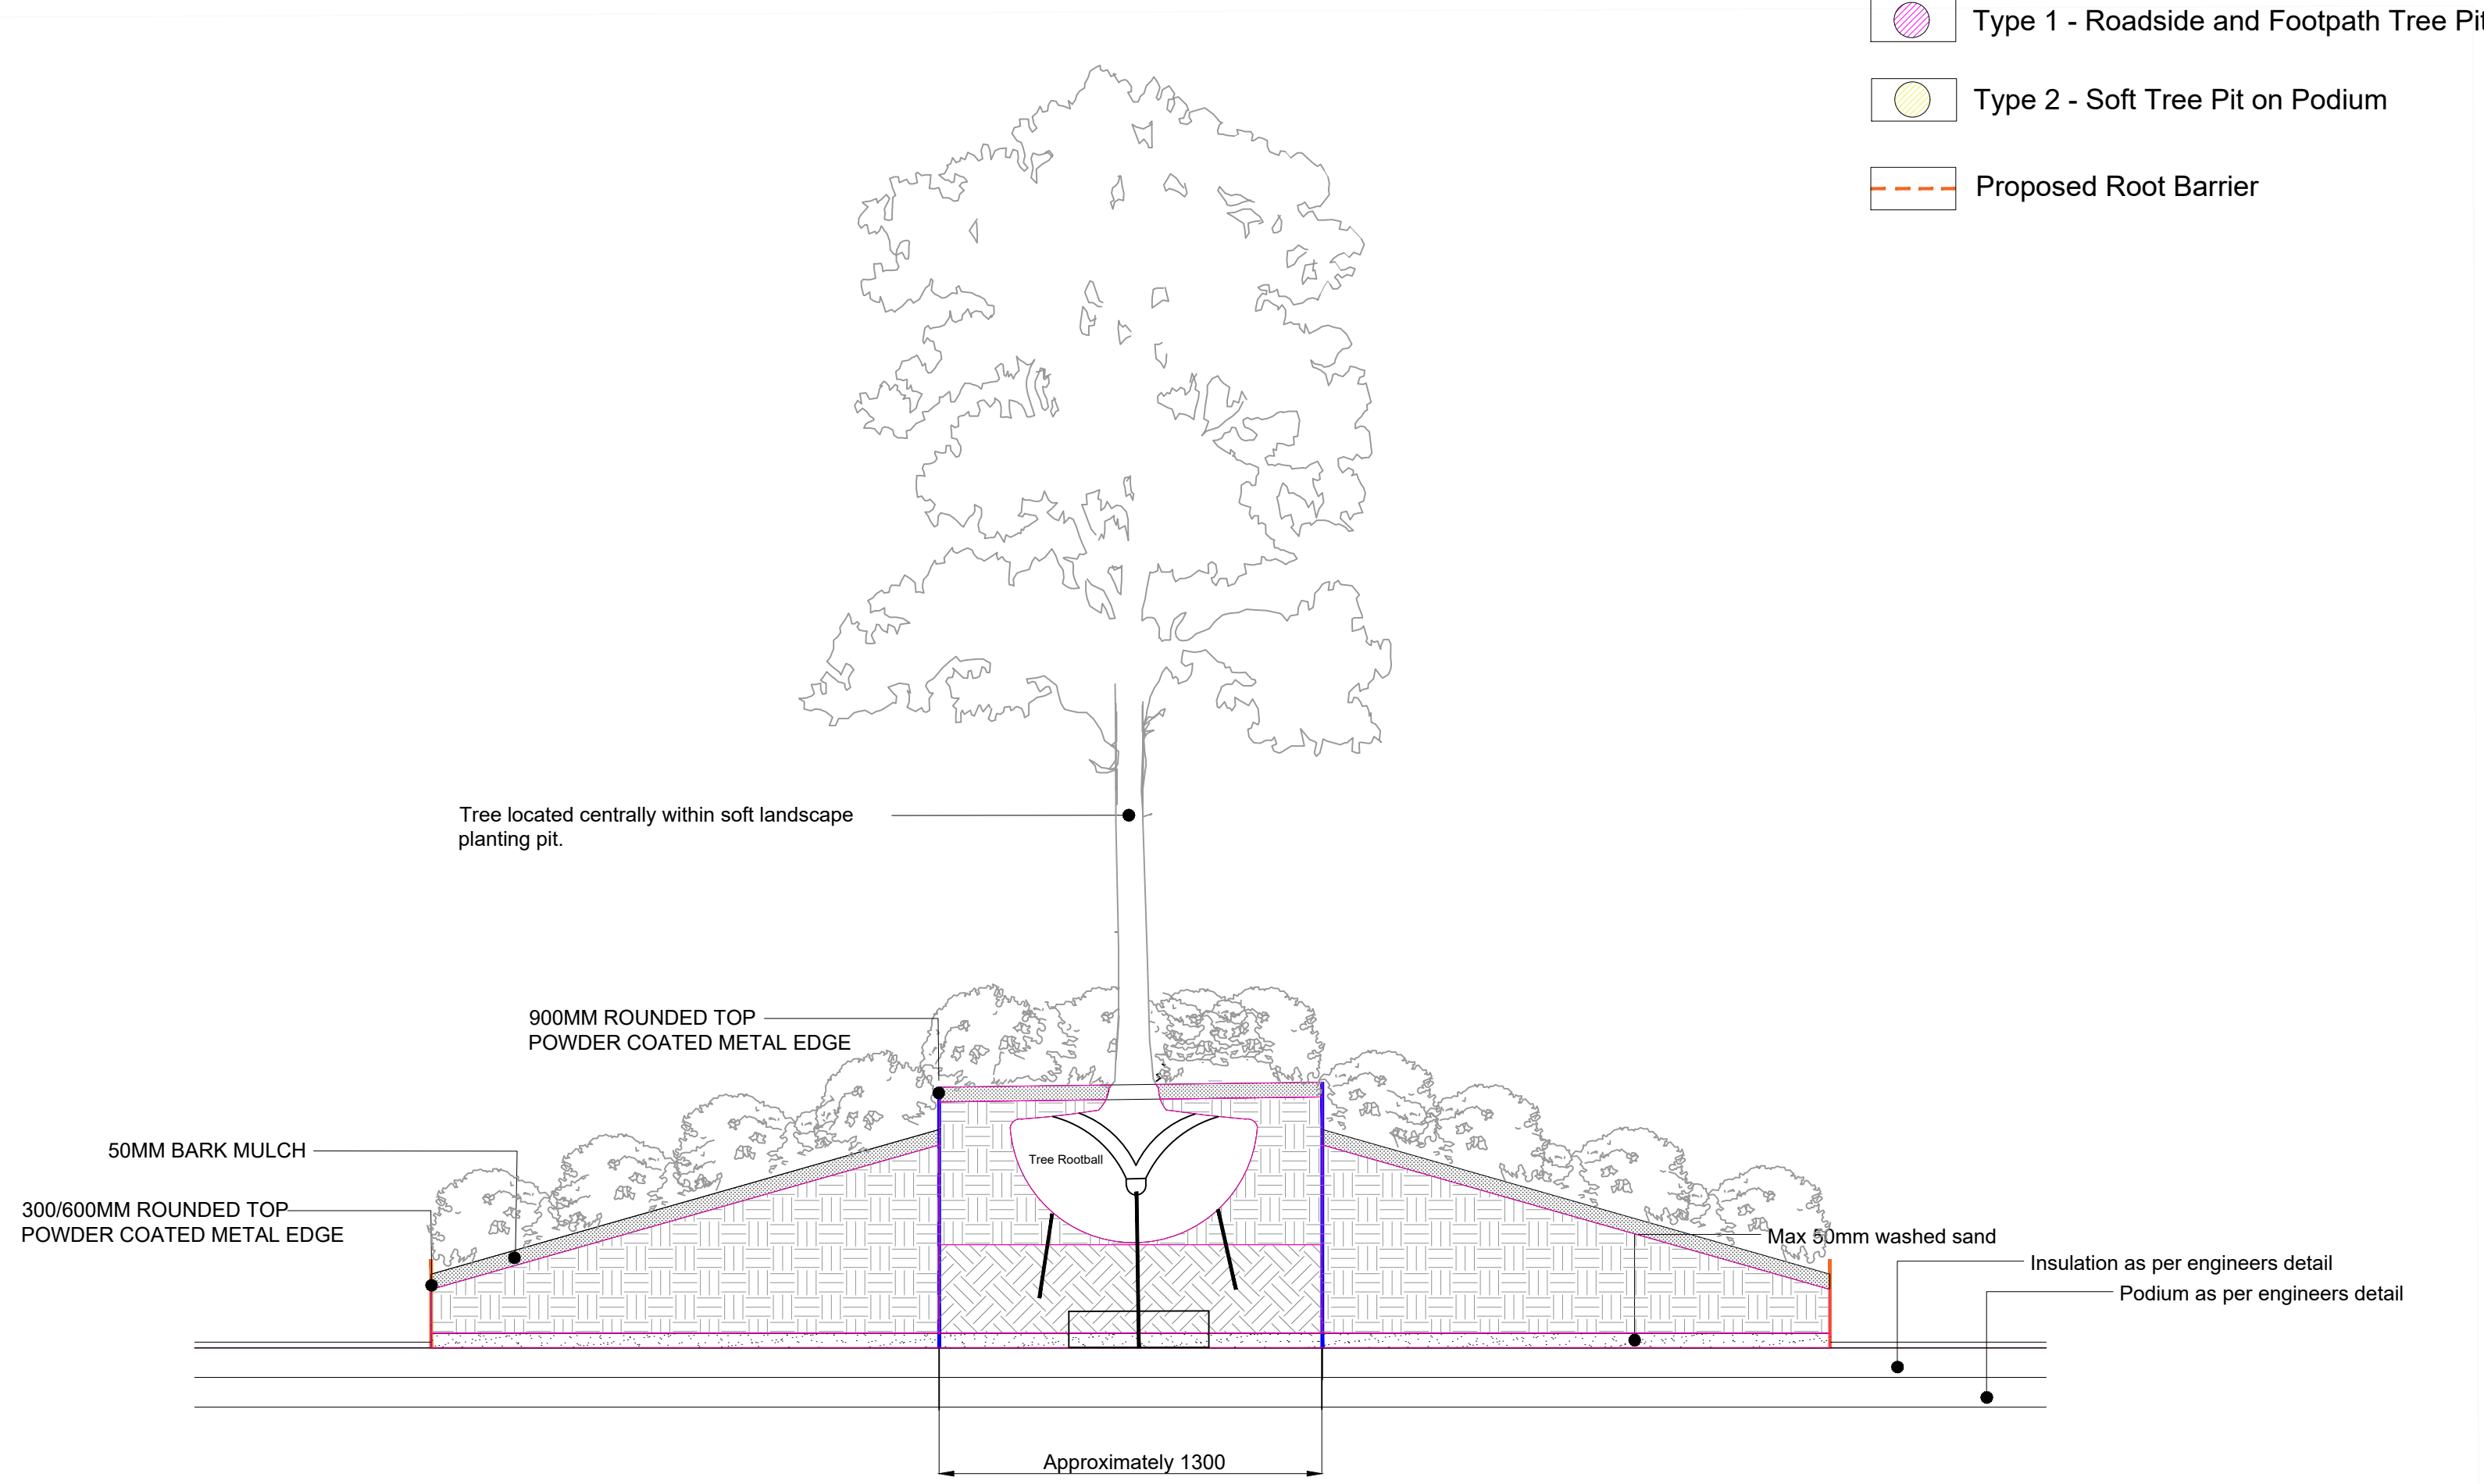 Type 1 - Roadside and Footpath Tree Pit
Type 2 - Soft Tree Pit on Podium
Proposed Root Barrier
Tree located centrally within soft landscape
planting pit.
900MM ROUNDED TOP
POWDER COATED METAL EDGE
50MM BARK MULCH
Tree Rootball
300/600MM ROUNDED TOP
POWDER COATED METAL EDGE
Max 50mm washed sand
Insulation as per engineers detail
Podium as per engineers detail
Approximately 1300